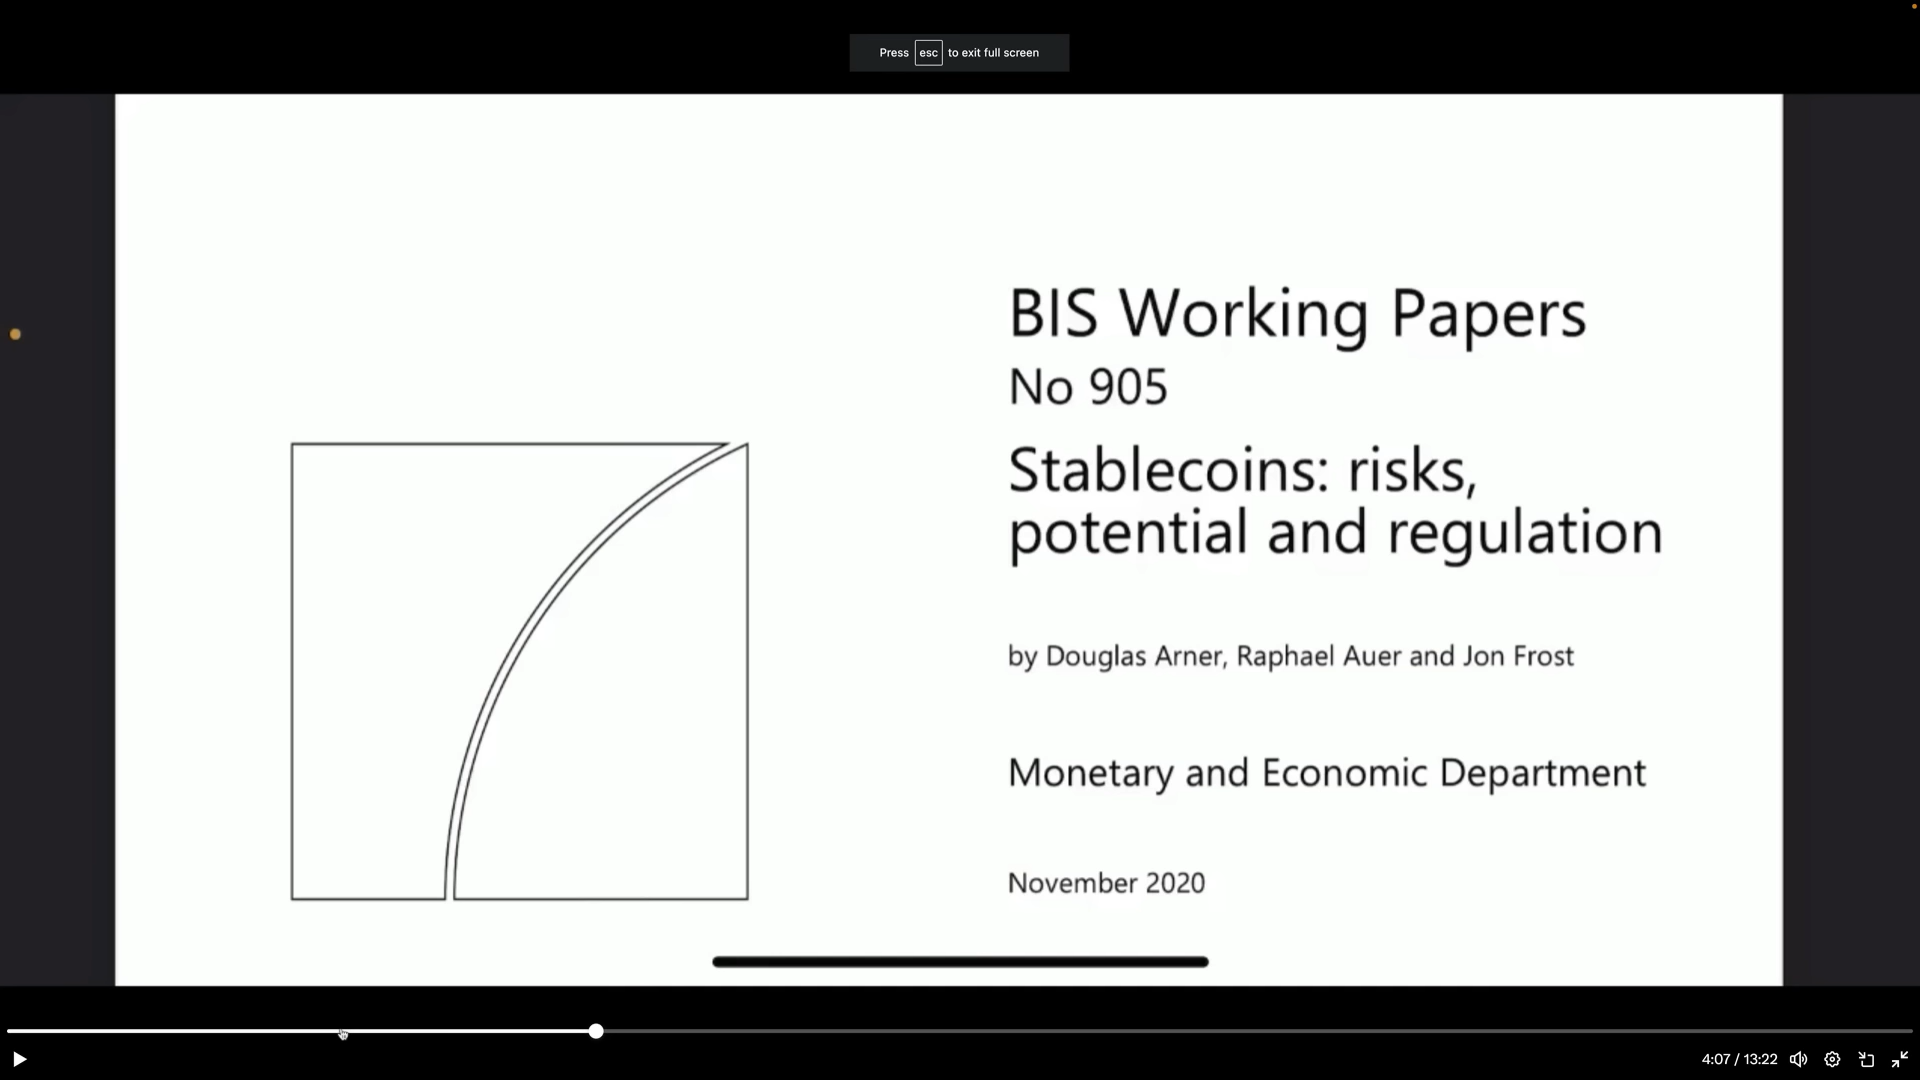 Press esc to exit full screen
BIS Working Papers
No 905
Stablecoins: risks,
potential and regulation
by Douglas Arner, Raphael Auer and Jon Frost
Monetary and Economic Department
November 2020
4:07 / 13:22